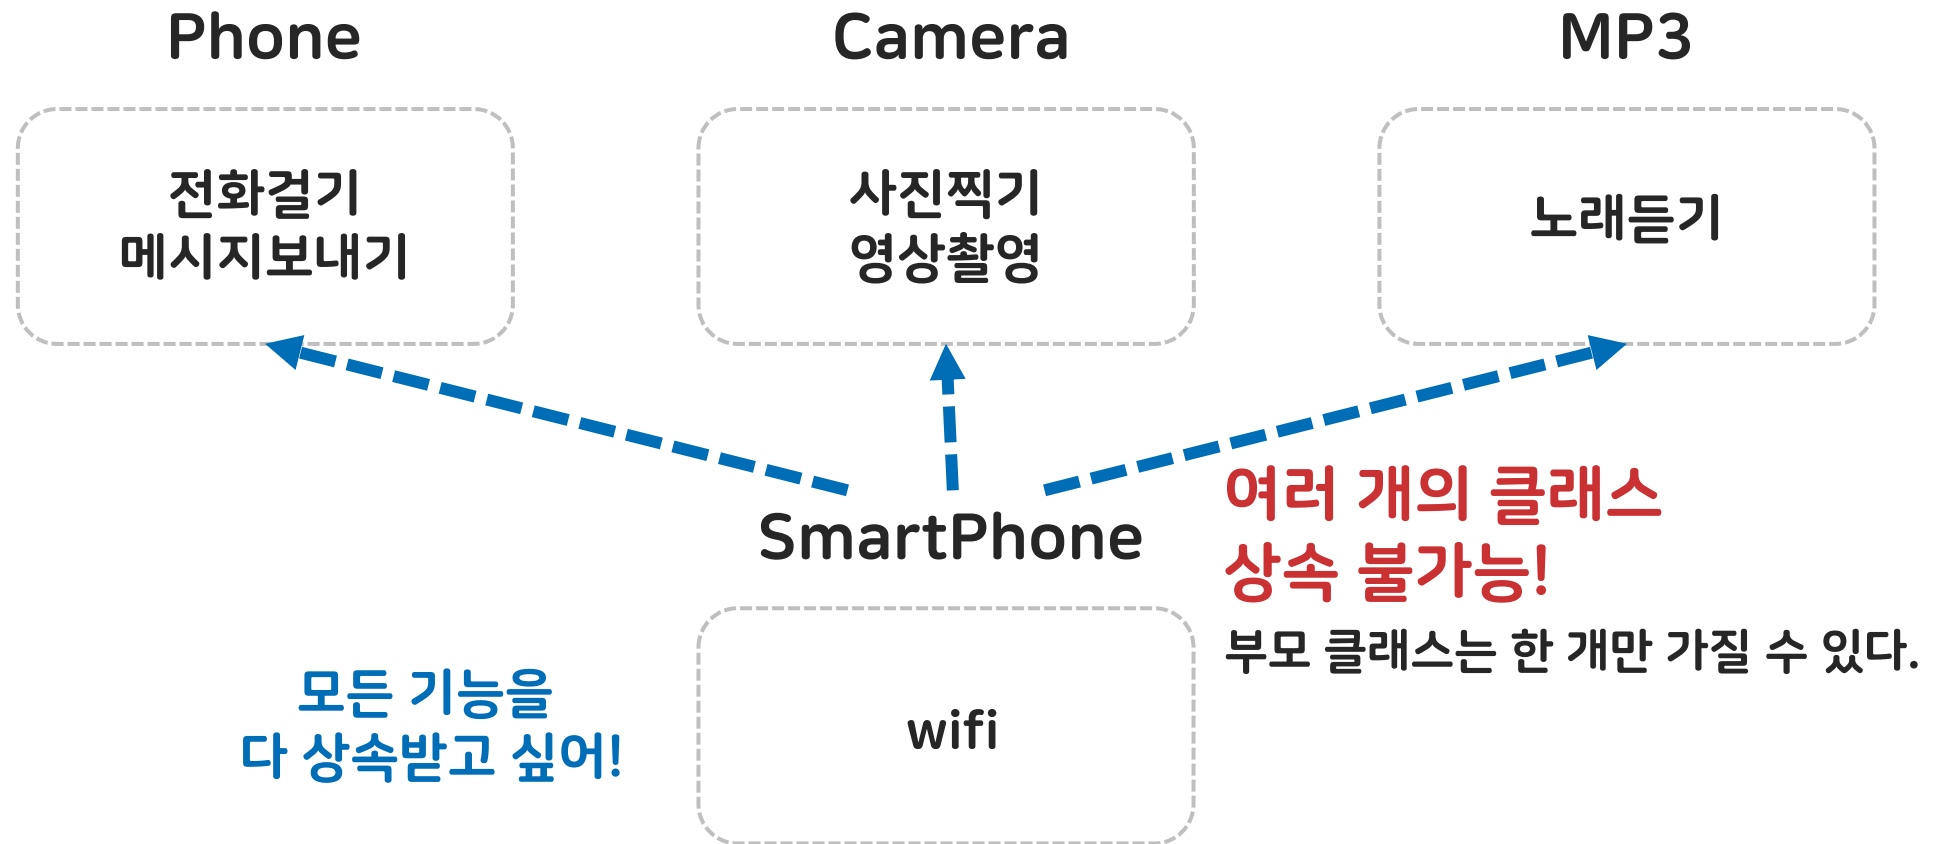 Phone
Camera
MP3
전화걸기
메시지보내기
사진찍기
영상촬영
노래듣기
SmartPhone
여러 개의 클래스
상속 불가능!
부모 클래스는 한 개만 가질 수 있다.
모든 기능을
다 상속받고 싶어!
wifi